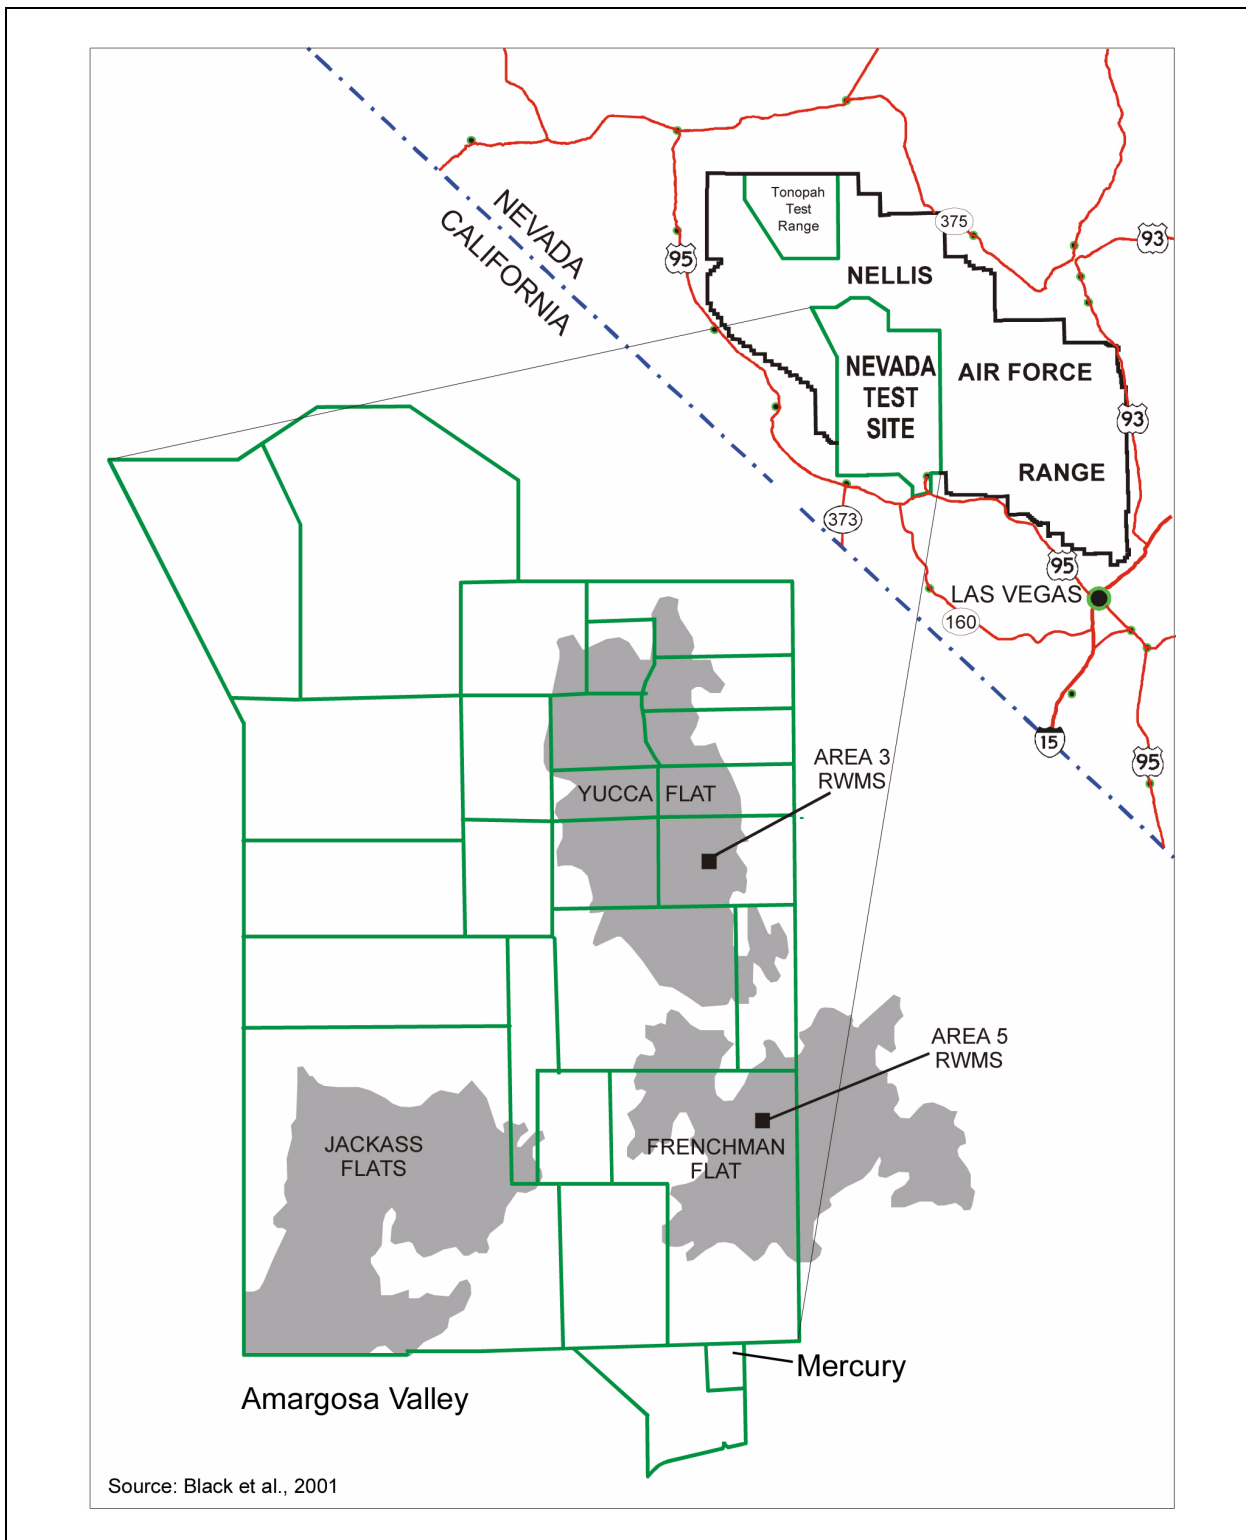 NEVADA
CALIFORNIA
Tonopah
Test
Range
375
93
95
NELLIS
NEVADA
TEST
SITE
AIR FORCE
93
RANGE
373
95
LAS VEGAS
160
15
95
AREA 3
RWMS
YUCCA FLAT
AREA 5
RWMS
JACKASS
FLATS
FRENCHMAN
FLAT
Mercury
Amargosa Valley
Source: Black et al., 2001